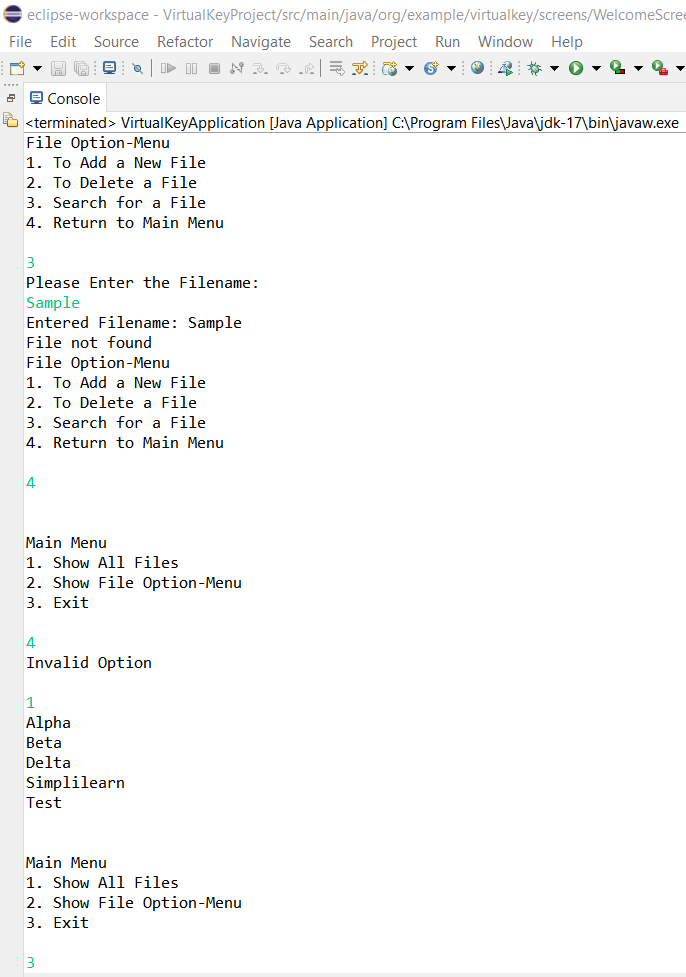 eclipse-workspace - VirtualKeyProject/src/main/java/org/example/virtualkey/screens/WelcomeScree
File Edit Source Refactor Navigate Search Project Run Window Help
Console
<terminated> VirtualKeyApplication [Java Application] C:\Program Files\Java\jdk-17\bin\javaw.exe
File Option-Menu
1. To Add a New File
2. To Delete a File
3. Search for a File
4. Return to Main Menu
3
Please Enter the Filename:
Sample
Entered Filename: Sample
File not found
File Option-Menu
1. To Add a New File
2. To Delete a File
3. Search for a File
4. Return to Main Menu
4
Main Menu
1. Show All Files
2. Show File Option-Menu
3. Exit
4
Invalid Option
1
Alpha
Beta
Delta
Simplilearn
Test
Main Menu
1. Show All Files
2. Show File Option-Menu
3. Exit
3